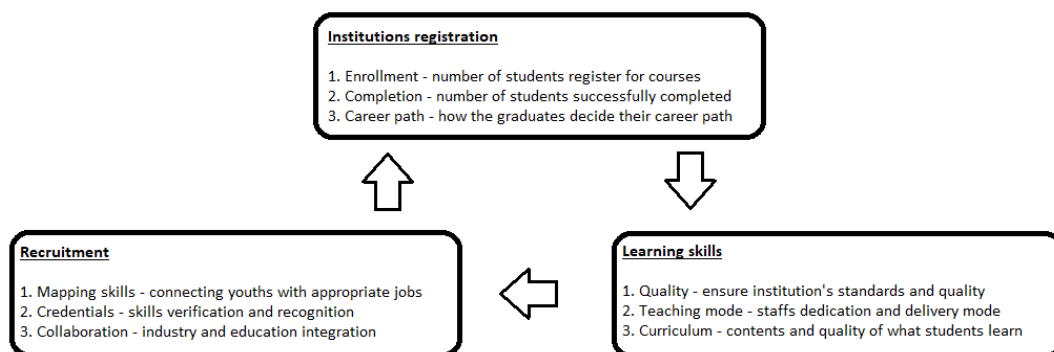 Institutions registration
1. Enrollment - number of students register for courses
2. Completion - number of students successfully completed
3. Career path - how the graduates decide their career path
Recruitment
1. Mapping skills - connecting youths with appropriate jobs
2. Credentials - skills verification and recognition
3. Collaboration - industry and education integration
Learning skills
1. Quality - ensure institution's standards and quality
2. Teaching mode - staffs dedication and delivery mode
3. Curriculum - contents and quality of what students learn